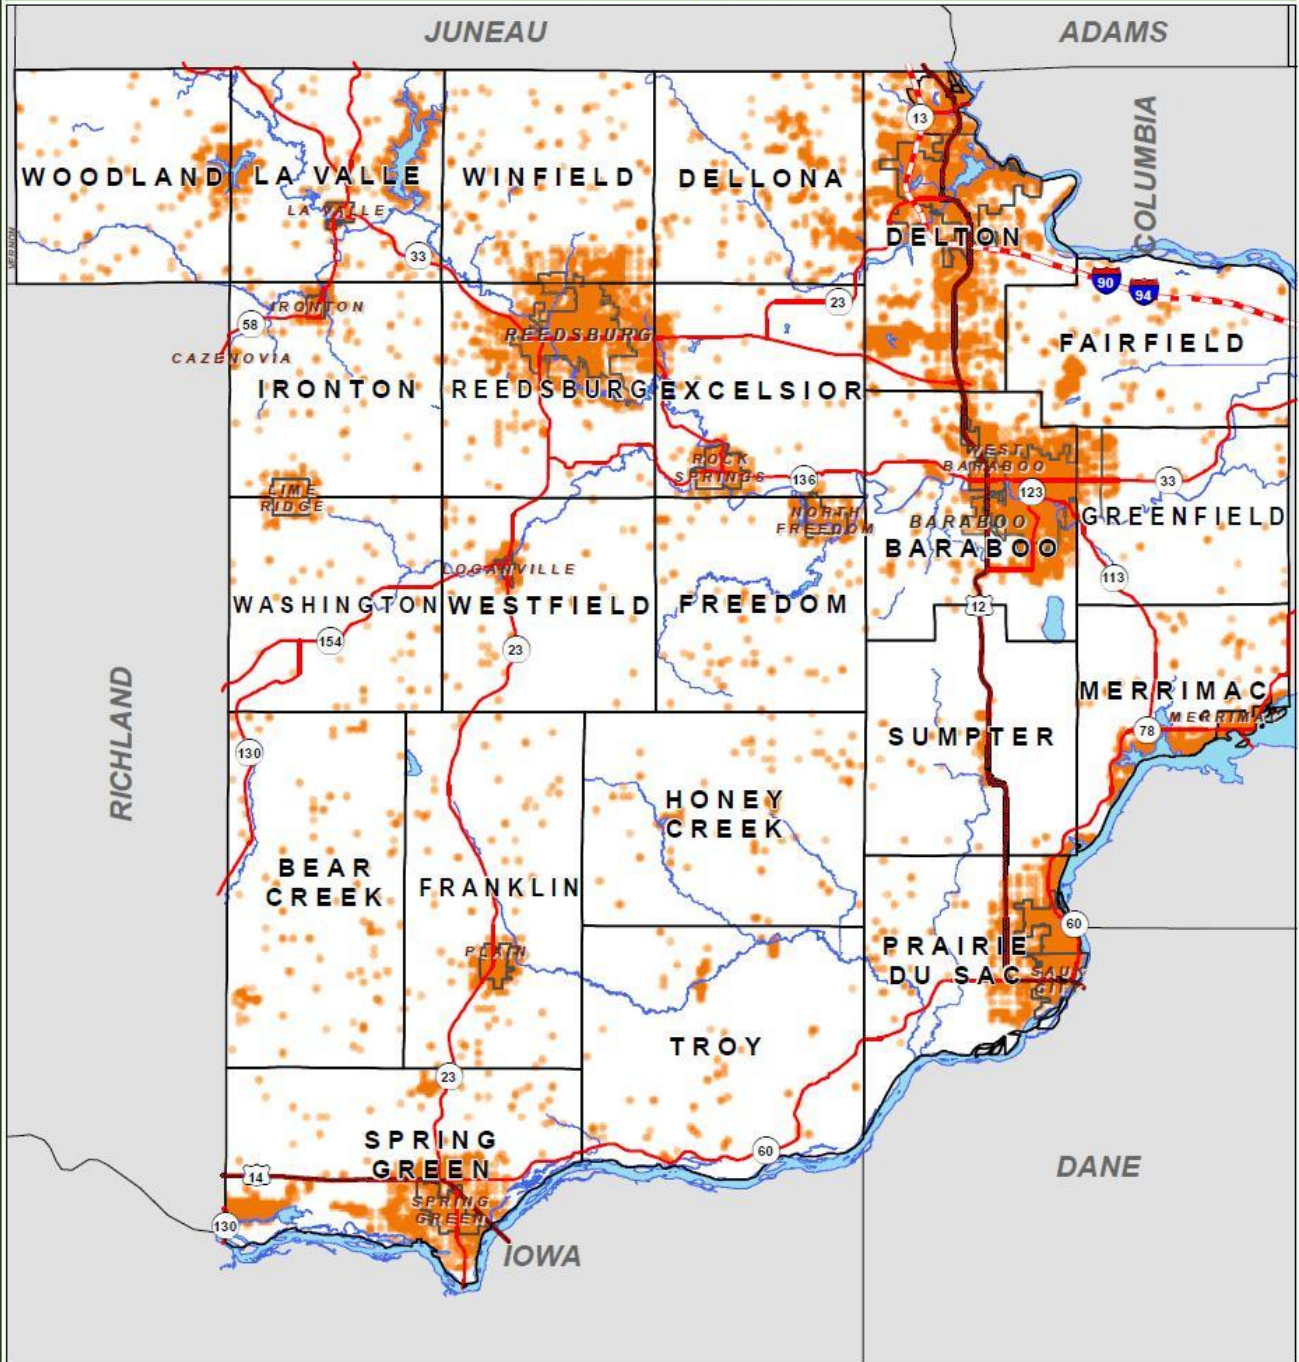 JUNEAU
ADAMS
COLUMBIA
13
WOODLAND
LA VALLE
WINFIELD
DELLONA
LA VALLE
DELTON
VERNON
33
90
94
23
IRONTON
58
REEDSBURG
FAIRFIELD
CAZENOVIA
IRONTON
REEDSBURG
EXCELSIOR
WEST
BARABOO
ROCK
SPRINGS
136
33
LIME
RIDGE
123
NORTH
FREEDOM
BARABOO
GREENFIELD
BARABOO
LOGANVILLE
113
WASHINGTON
WESTFIELD
FREEDOM
12
154
23
RICHLAND
MERRIMAC
MERRIMAC
78
SUMPTER
130
HONEY
CREEK
BEAR
CREEK
FRANKLIN
60
PLAIN
PRAIRIE
DU SAC
SAUK
TROY
23
SPRING
GREEN
60
DANE
14
SPRING
GREEN
130
IOWA